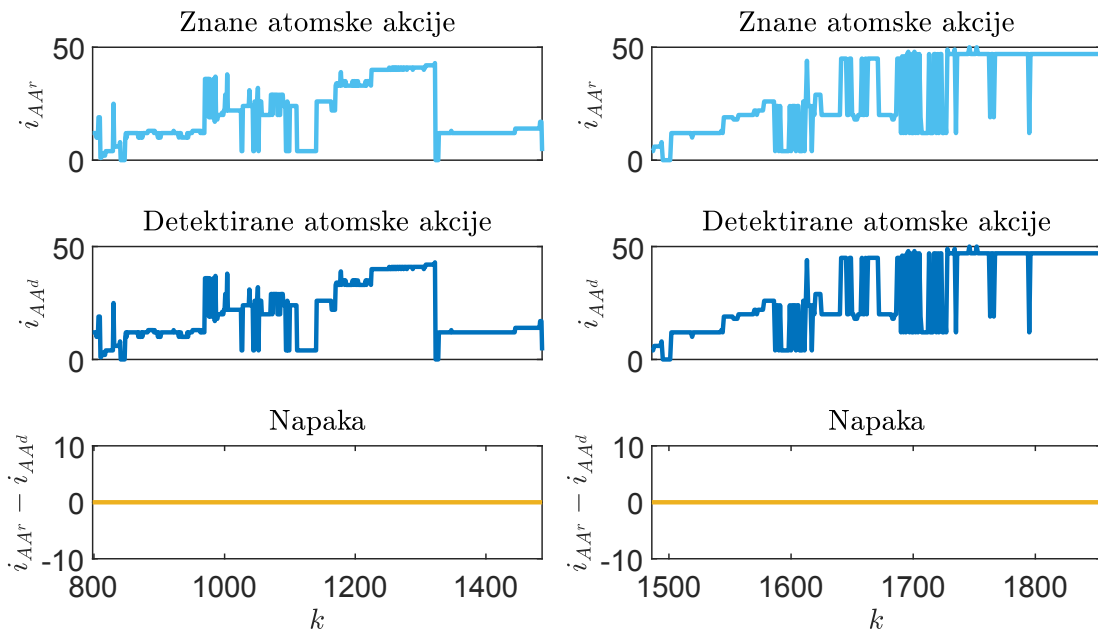 Znane atomske akcije
50
0
i_{AA^r}
Detektirane atomske akcije
50
0
i_{AA^d}
Napaka
10
0
-10
i_{AA^r} − i_{AA^d}
800 1000 1200 1400
k
Znane atomske akcije
50
0
i_{AA^r}
Detektirane atomske akcije
50
0
i_{AA^d}
Napaka
10
0
-10
i_{AA^r} − i_{AA^d}
1500 1600 1700 1800
k